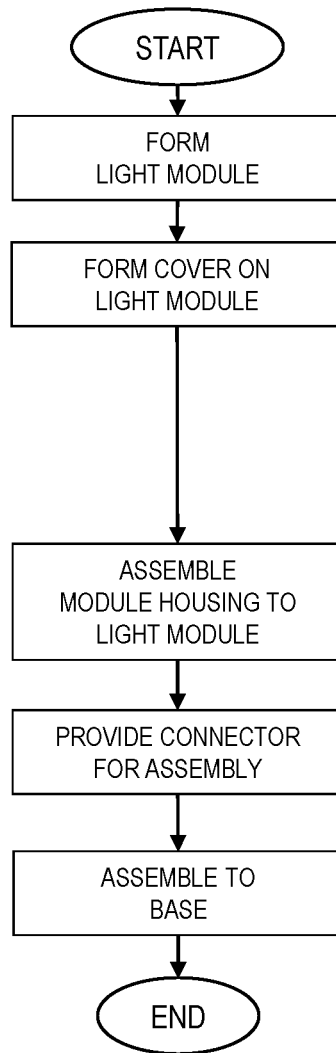 START
FORM
LIGHT MODULE
FORM COVER ON
LIGHT MODULE
ASSEMBLE
MODULE HOUSING TO
LIGHT MODULE
PROVIDE CONNECTOR
FOR ASSEMBLY
ASSEMBLE TO
BASE
END